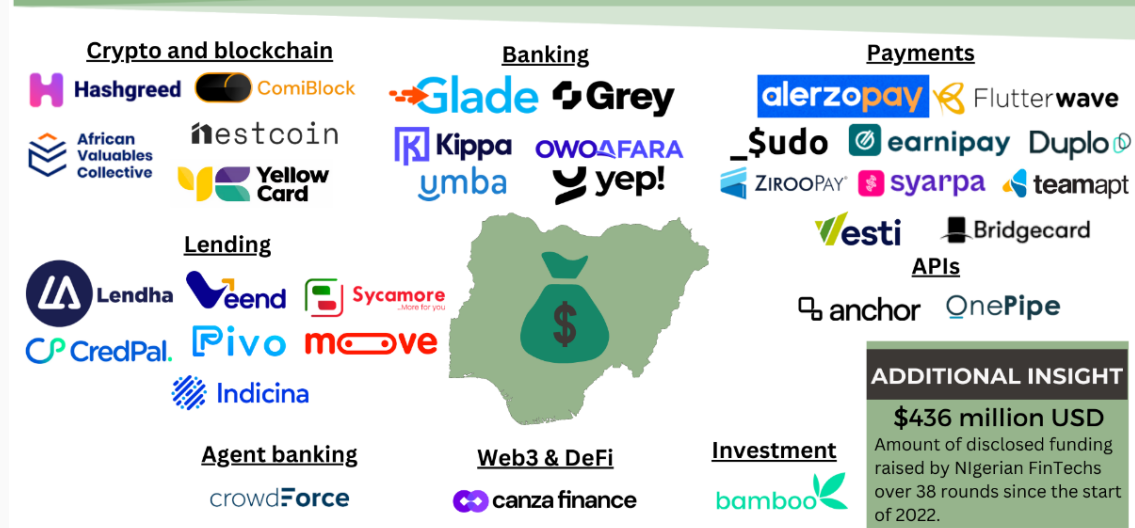 Crypto and blockchain
Hashgreed
ComiBlock
African
Valuables
Collective
nestcoin
Yellow
Card
Banking
Glade
Grey
Kippa
OWOAFARA
umba
yep!
Payments
alerzopay
Flutterwave
_$udo
earnipay
Duplo
ZIROOPAY
syarpa
teamapt
Vesti
Bridgecard
Lending
Lendha
Veend
Sycamore
...More for you
CredPal.
Pivo
moove
Indicina
$
APIs
anchor
OnePipe
Agent banking
crowdForce
Web3 & DeFi
canza finance
Investment
bamboo
ADDITIONAL INSIGHT
$436 million USD
Amount of disclosed funding
raised by NIgerian FinTechs
over 38 rounds since the start
of 2022.